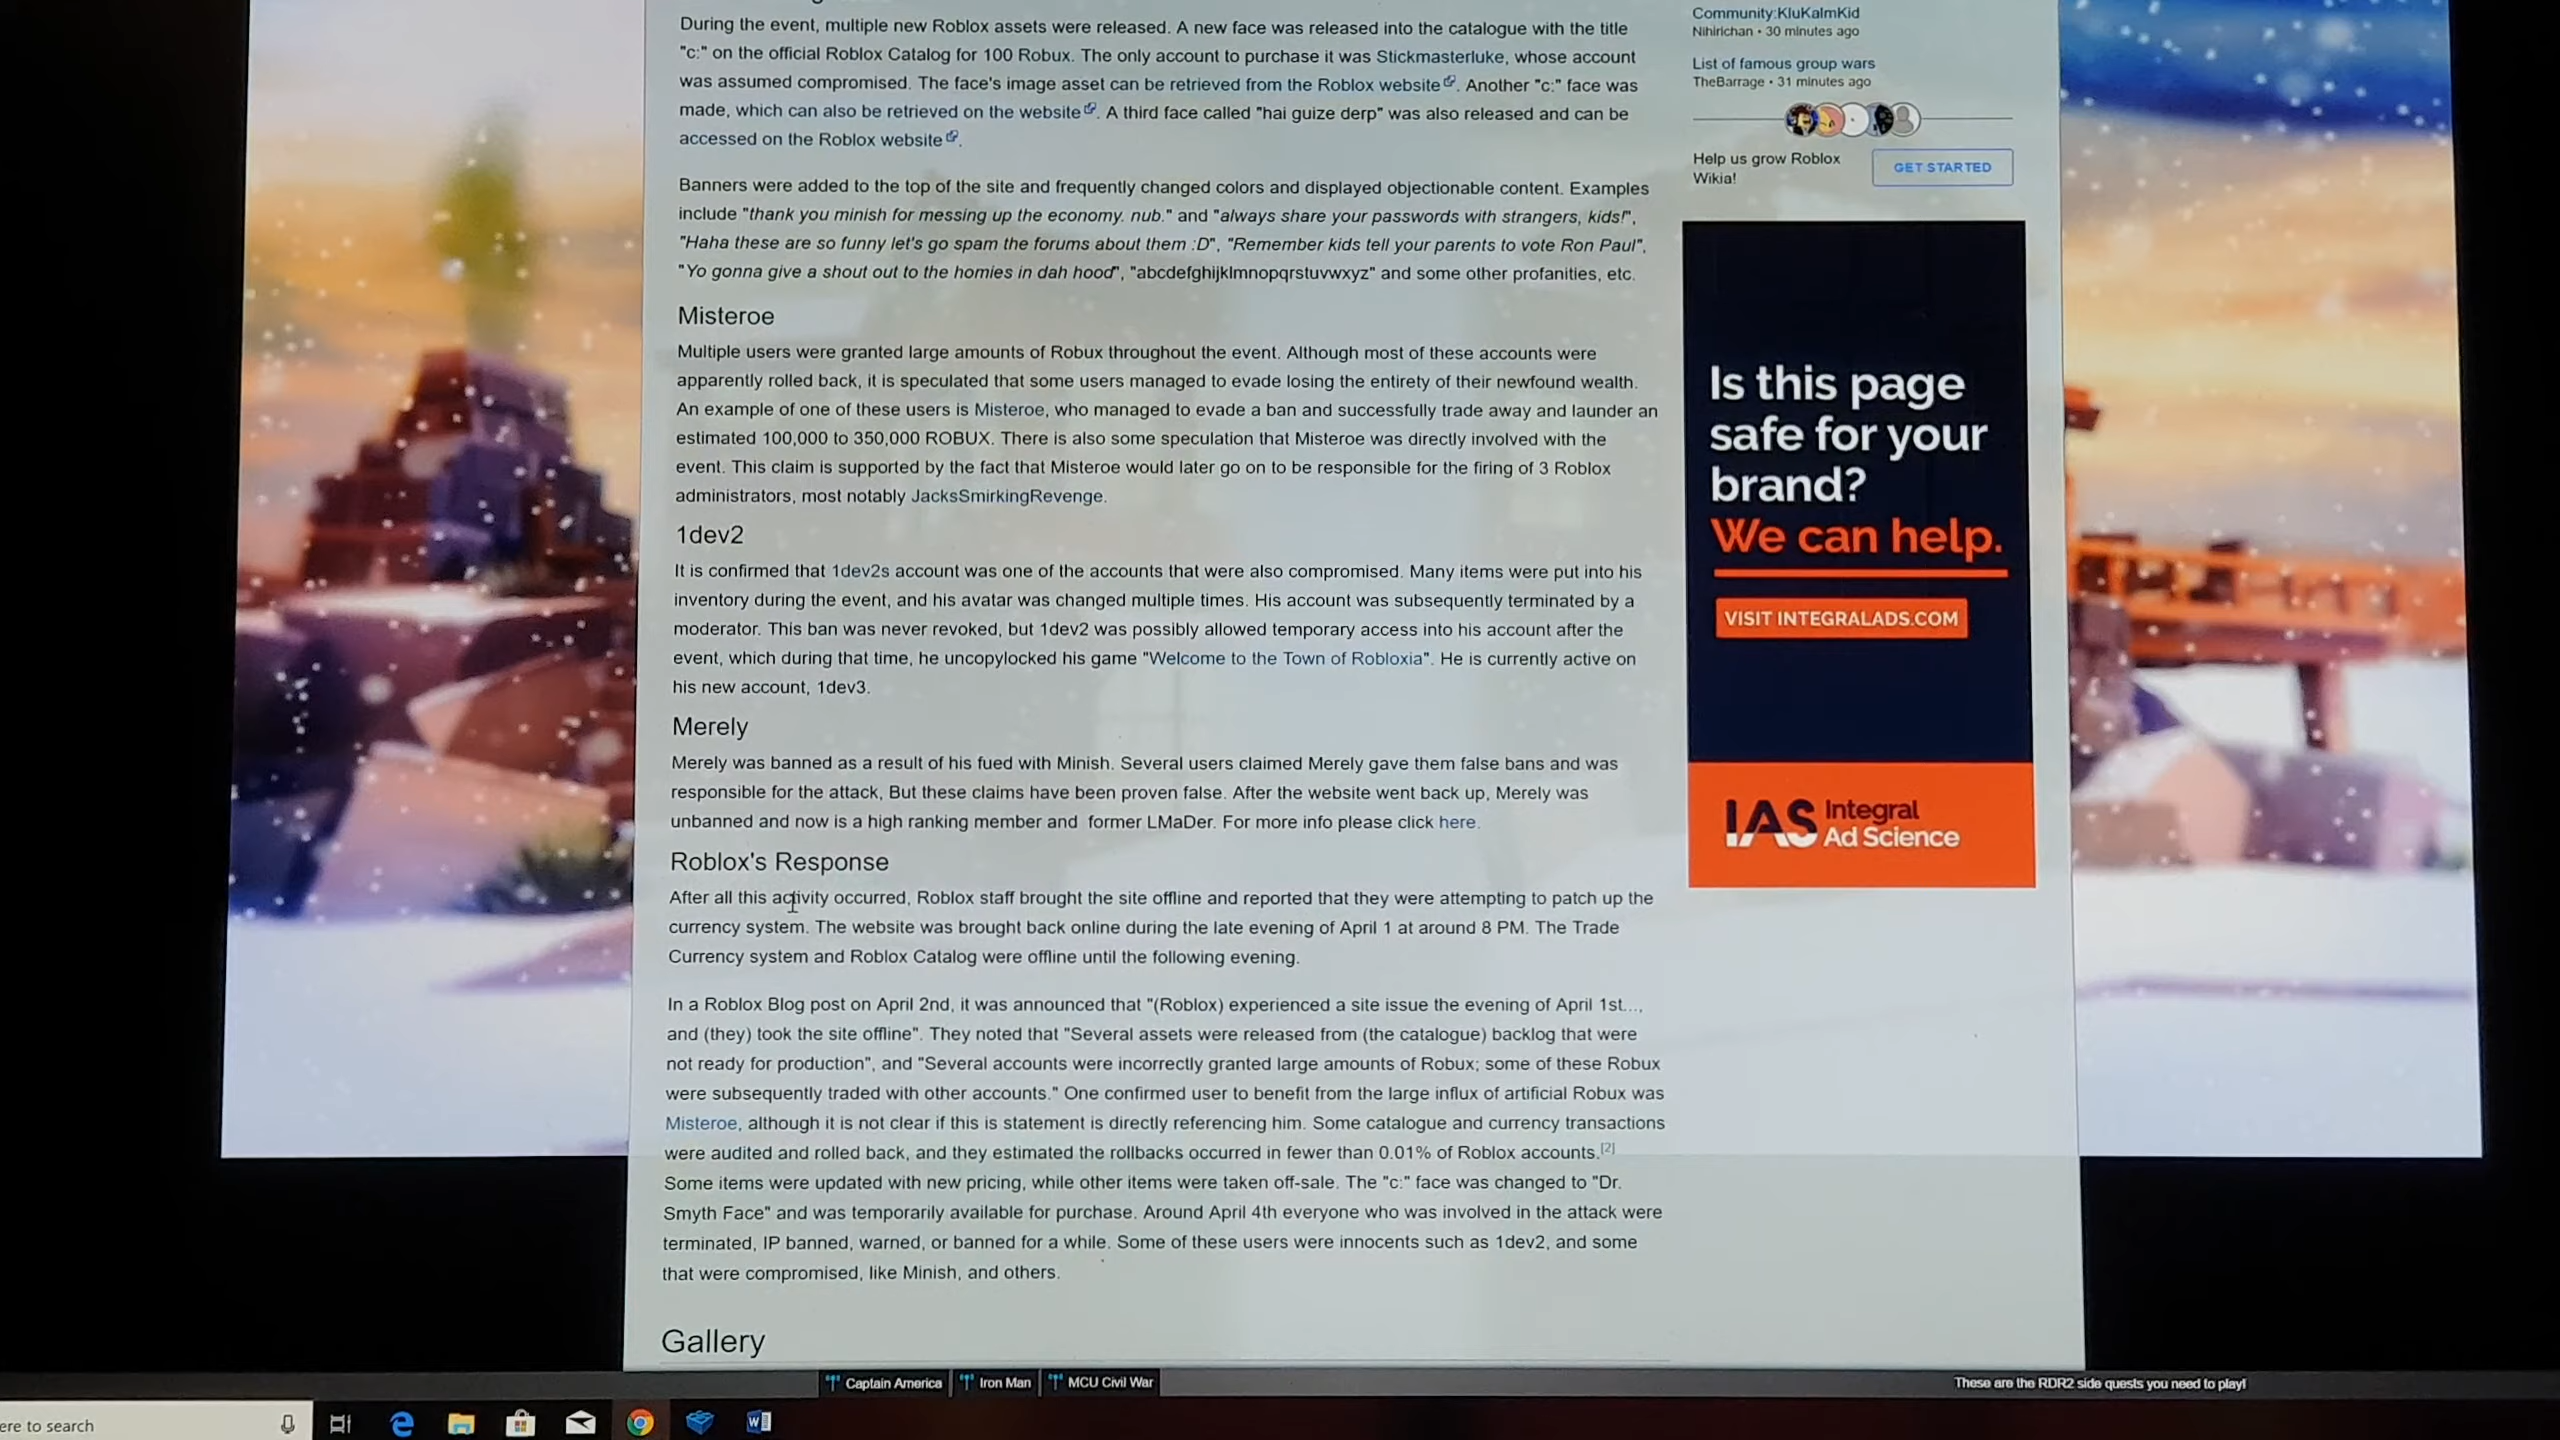 During the event, multiple new Roblox assets were released. A new face was released into the catalogue with the title
"c:" on the official Roblox Catalog for 100 Robux. The only account to purchase it was Stickmasterluke, whose account
was assumed compromised. The face's image asset can be retrieved from the Roblox website. Another "c:" face was
made, which can also be retrieved on the website. A third face called "hai guize derp" was also released and can be
accessed on the Roblox website.
Banners were added to the top of the site and frequently changed colors and displayed objectionable content. Examples
include "thank you minish for messing up the economy. nub." and "always share your passwords with strangers, kids!",
"Haha these are so funny let's go spam the forums about them :D", "Remember kids tell your parents to vote Ron Paul",
"Yo gonna give a shout out to the homies in dah hood", "abcdefghijklmnopqrstuvwxyz" and some other profanities, etc.
Misteroe
Multiple users were granted large amounts of Robux throughout the event. Although most of these accounts were
apparently rolled back, it is speculated that some users managed to evade losing the entirety of their newfound wealth.
An example of one of these users is Misteroe, who managed to evade a ban and successfully trade away and launder an
estimated 100,000 to 350,000 ROBUX. There is also some speculation that Misteroe was directly involved with the
event. This claim is supported by the fact that Misteroe would later go on to be responsible for the firing of 3 Roblox
administrators, most notably JacksSmirkingRevenge.
1dev2
It is confirmed that 1dev2s account was one of the accounts that were also compromised. Many items were put into his
inventory during the event, and his avatar was changed multiple times. His account was subsequently terminated by a
moderator. This ban was never revoked, but 1dev2 was possibly allowed temporary access into his account after the
event, which during that time, he uncopylocked his game "Welcome to the Town of Robloxia". He is currently active on
his new account, 1dev3.
Merely
Merely was banned as a result of his fued with Minish. Several users claimed Merely gave them false bans and was
responsible for the attack, But these claims have been proven false. After the website went back up, Merely was
unbanned and now is a high ranking member and former LMaDer. For more info please click here.
Roblox's Response
After all this activity occurred, Roblox staff brought the site offline and reported that they were attempting to patch up the
currency system. The website was brought back online during the late evening of April 1 at around 8 PM. The Trade
Currency system and Roblox Catalog were offline until the following evening.
In a Roblox Blog post on April 2nd, it was announced that "(Roblox) experienced a site issue the evening of April 1st...,
and (they) took the site offline". They noted that "Several assets were released from (the catalogue) backlog that were
not ready for production", and "Several accounts were incorrectly granted large amounts of Robux; some of these Robux
were subsequently traded with other accounts." One confirmed user to benefit from the large influx of artificial Robux was
Misteroe, although it is not clear if this is statement is directly referencing him. Some catalogue and currency transactions
were audited and rolled back, and they estimated the rollbacks occurred in fewer than 0.01% of Roblox accounts.[2]
Some items were updated with new pricing, while other items were taken off-sale. The "c:" face was changed to "Dr.
Smyth Face" and was temporarily available for purchase. Around April 4th everyone who was involved in the attack were
terminated, IP banned, warned, or banned for a while. Some of these users were innocents such as 1dev2, and some
that were compromised, like Minish, and others.
Gallery
Community:KluKalmKid
Nihirichan • 30 minutes ago
List of famous group wars
TheBarrage • 31 minutes ago
Help us grow Roblox
Wikia!
GET STARTED
Is this page
safe for your
brand?
We can help.
VISIT INTEGRALADS.COM
IAS Integral
Ad Science
Captain America
Iron Man
MCU Civil War
These are the RDR2 side quests you need to play!
ere to search